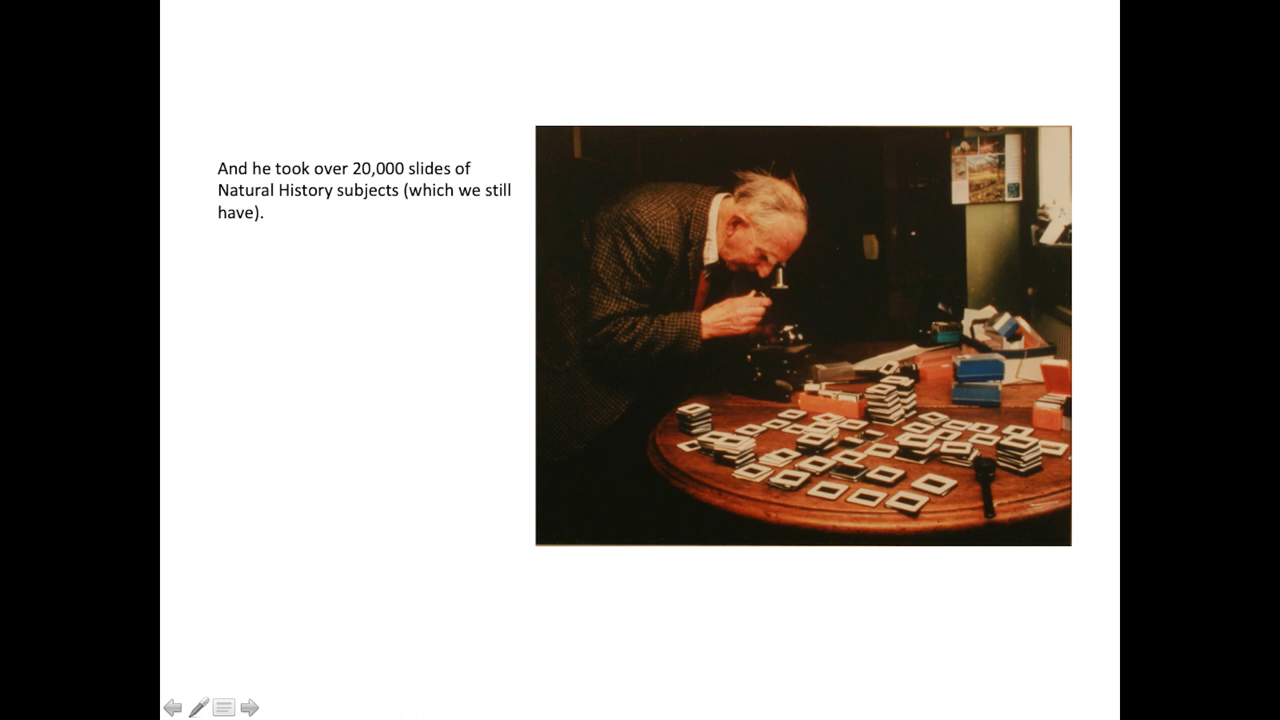 And he took over 20,000 slides of
Natural History subjects (which we still
have).